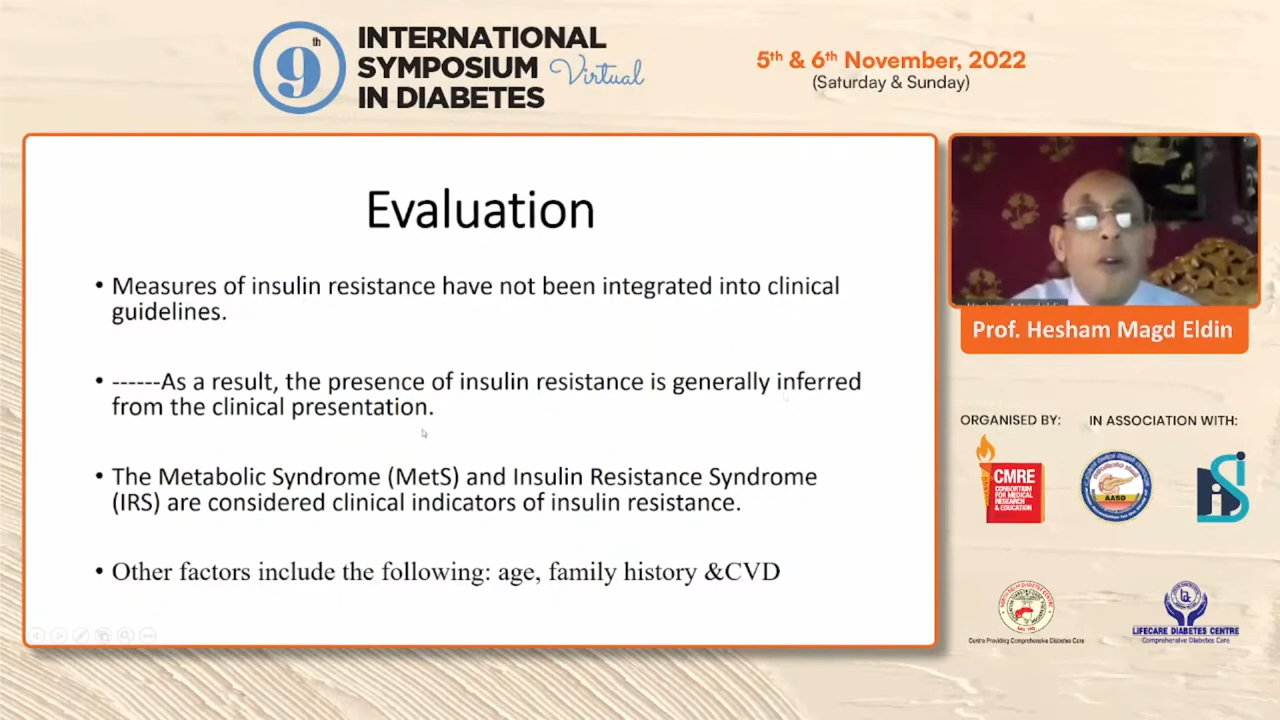 9th
INTERNATIONAL
SYMPOSIUM Virtual
IN DIABETES
5th & 6th November, 2022
(Saturday & Sunday)
Evaluation
• Measures of insulin resistance have not been integrated into clinical
guidelines.
• ------As a result, the presence of insulin resistance is generally inferred
from the clinical presentation.
• The Metabolic Syndrome (MetS) and Insulin Resistance Syndrome
(IRS) are considered clinical indicators of insulin resistance.
• Other factors include the following: age, family history &CVD
Prof. Hesham Magd Eldin
ORGANISED BY:
IN ASSOCIATION WITH:
CMRE
CONSORTIUM
FOR MEDICAL
RESEARCH
& EDUCATION
AASD
Centre Providing Comprehensive Diabetes Care
LIFECARE DIABETES CENTRE
Comprehensive Diabetes Care